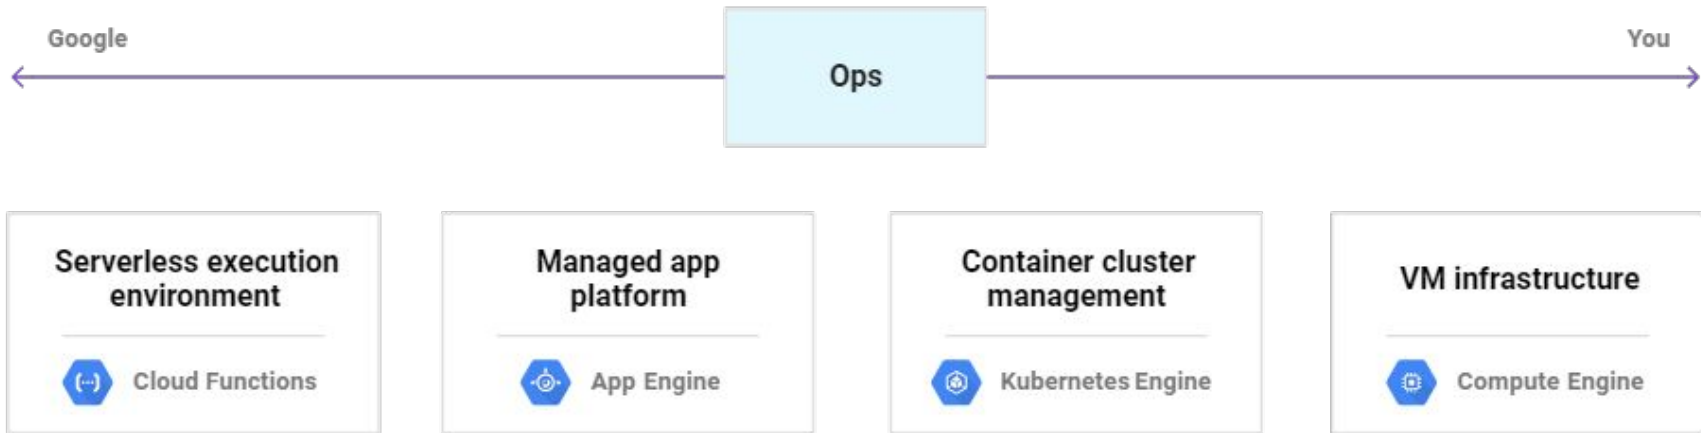 Google
Ops
You
Serverless execution
environment
Cloud Functions
Managed app
platform
App Engine
Container cluster
management
Kubernetes Engine
VM infrastructure
Compute Engine